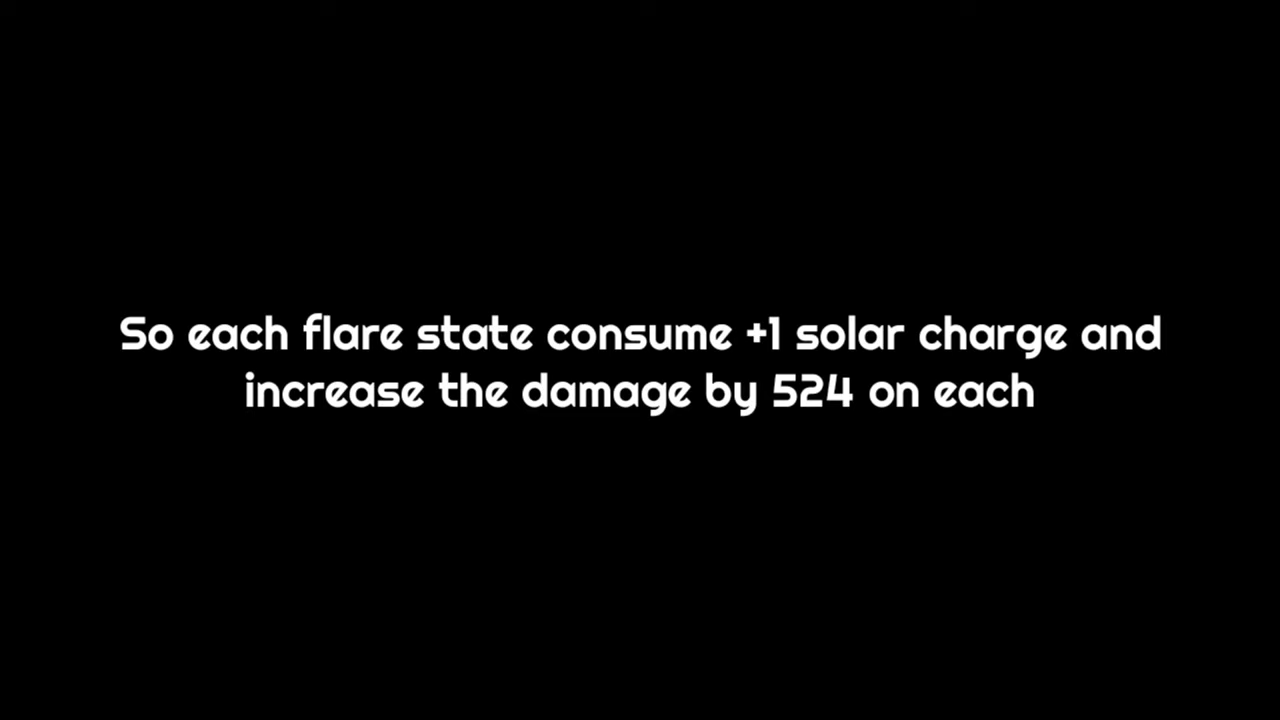 So each flare state consume +1 solar charge and
increase the damage by 524 on each